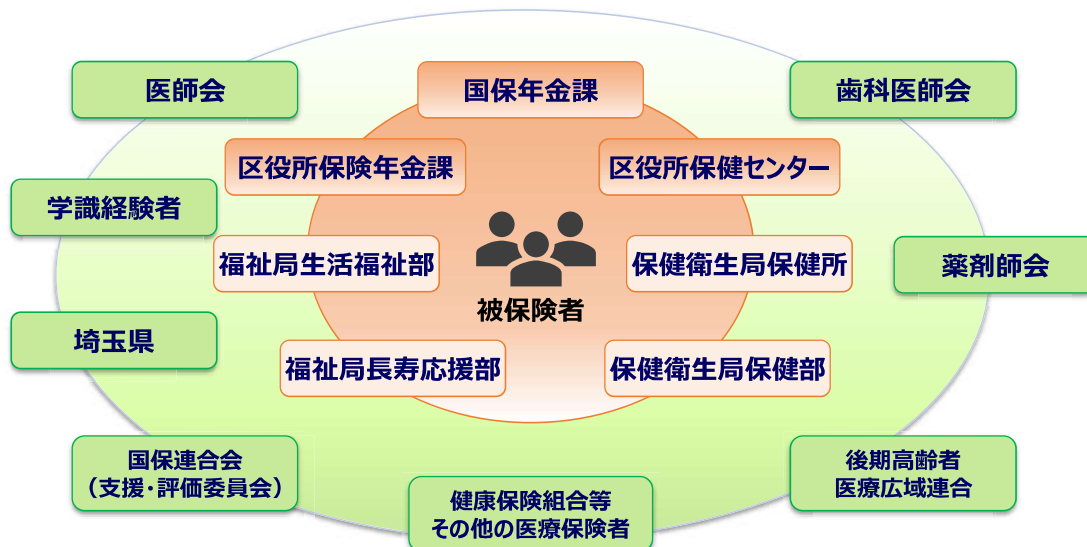 医師会
国保年金課
歯科医師会
区役所保険年金課
区役所保健センター
学識経験者
福祉局生活福祉部
保健衛生局保健所
薬剤師会
被保険者
埼玉県
福祉局長寿応援部
保健衛生局保健部
国保連合会
（支援・評価委員会）
健康保険組合等
その他の医療保険者
後期高齢者
医療広域連合